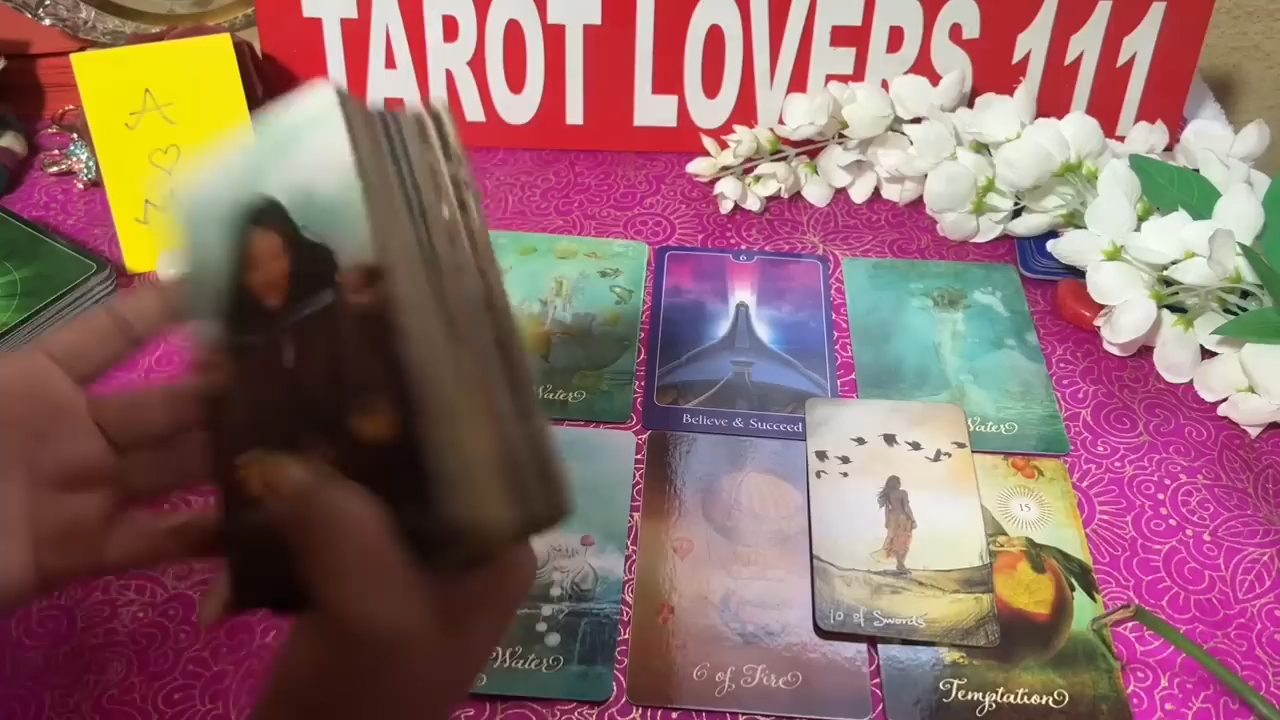 TAROT LOVERS 111
A
♡
Water
6
Believe & Succeed
Water
Water
6 of Fire
10 of Swords
15
Temptation